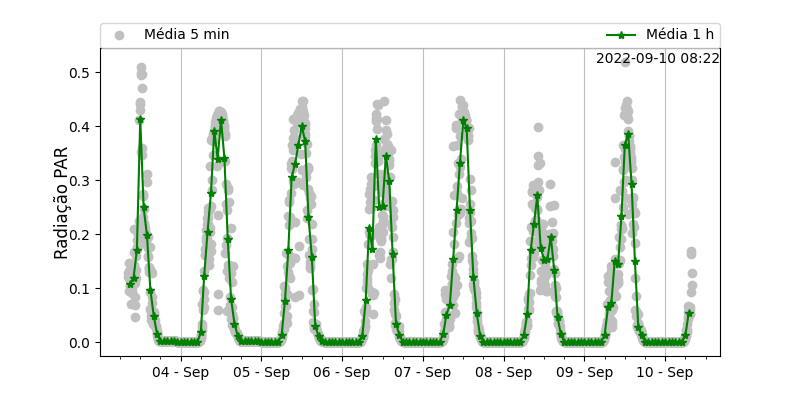 Média 5 min
Média 1 h
2022-09-10 08:22
Radiação PAR
0.5
0.4
0.3
0.2
0.1
0.0
04 - Sep
05 - Sep
06 - Sep
07 - Sep
08 - Sep
09 - Sep
10 - Sep